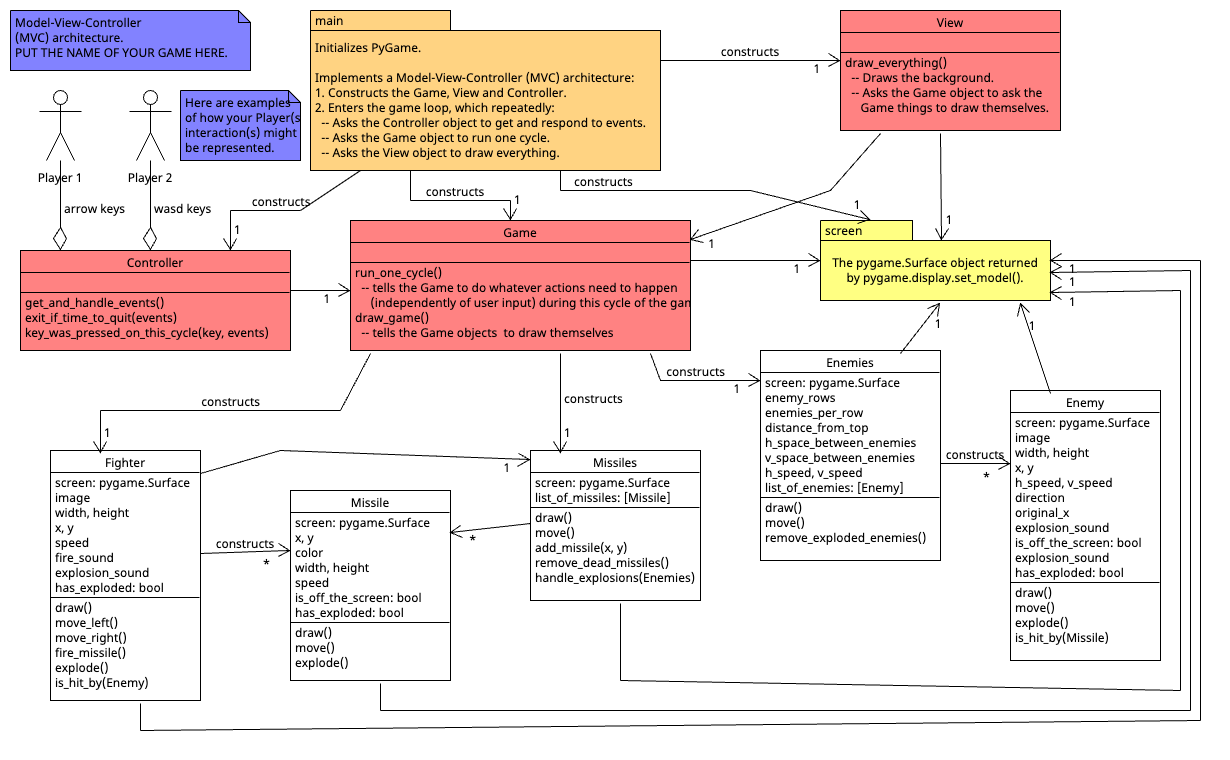 Model-View-Controller
(MVC) architecture.
PUT THE NAME OF YOUR GAME HERE.
Player 1
Player 2
Here are examples
of how your Player(s
interaction(s) might
be represented.
arrow keys
wasd keys
main
Initializes PyGame.
Implements a Model-View-Controller (MVC) architecture:
1. Constructs the Game, View and Controller.
2. Enters the game loop, which repeatedly:
-- Asks the Controller object to get and respond to events.
-- Asks the Game object to run one cycle.
-- Asks the View object to draw everything.
constructs
1
View
draw_everything()
-- Draws the background.
-- Asks the Game object to ask the
Game things to draw themselves.
constructs
1
constructs
1
constructs
1
1
1
Controller
get_and_handle_events()
exit_if_time_to_quit(events)
key_was_pressed_on_this_cycle(key, events)
1
Game
run_one_cycle()
-- tells the Game to do whatever actions need to happen
(independently of user input) during this cycle of the gam
draw_game()
-- tells the Game objects  to draw themselves
1
screen
The pygame.Surface object returned
by pygame.display.set_model().
1
1
1
1
1
constructs
1
constructs
1
constructs
1
Fighter
screen: pygame.Surface
image
width, height
x, y
speed
fire_sound
explosion_sound
has_exploded: bool
draw()
move_left()
move_right()
fire_missile()
explode()
is_hit_by(Enemy)
1
constructs
*
Missile
screen: pygame.Surface
x, y
color
width, height
speed
is_off_the_screen: bool
has_exploded: bool
draw()
move()
explode()
*
Missiles
screen: pygame.Surface
list_of_missiles: [Missile]
draw()
move()
add_missile(x, y)
remove_dead_missiles()
handle_explosions(Enemies)
Enemies
screen: pygame.Surface
enemy_rows
enemies_per_row
distance_from_top
h_space_between_enemies
v_space_between_enemies
h_speed, v_speed
list_of_enemies: [Enemy]
draw()
move()
remove_exploded_enemies()
constructs
*
Enemy
screen: pygame.Surface
image
width, height
x, y
h_speed, v_speed
direction
original_x
explosion_sound
is_off_the_screen: bool
explosion_sound
has_exploded: bool
draw()
move()
explode()
is_hit_by(Missile)